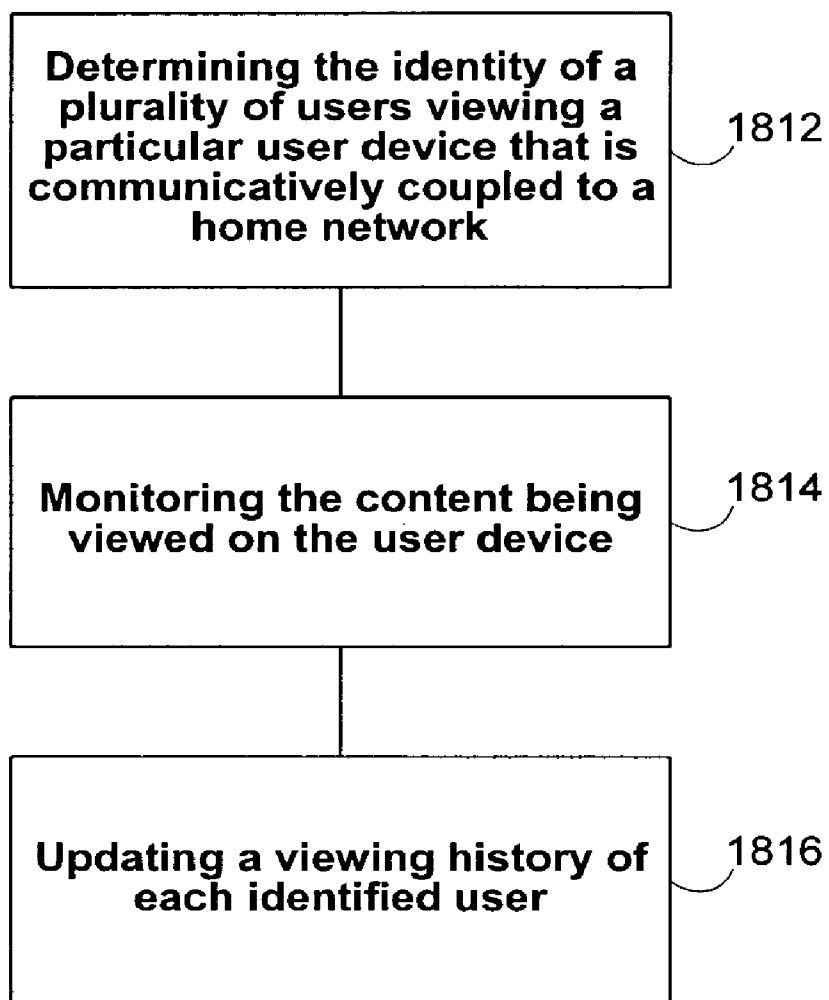 Determining the identity of a
plurality of users viewing a
particular user device that is
communicatively coupled to a
home network
1812
Monitoring the content being
viewed on the user device
1814
Updating a viewing history of
each identified user
1816